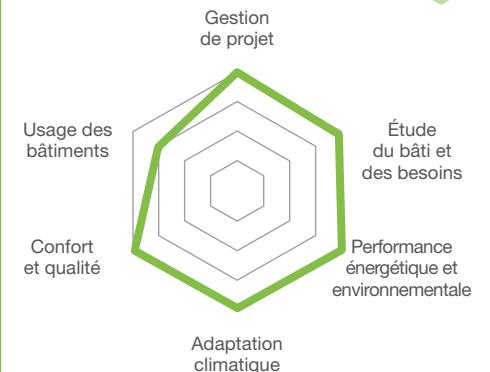 Gestion
de projet
Étude
du bâti et
des besoins
Performance
énergétique et
environnementale
Adaptation
climatique
Confort
et qualité
Usage des
bâtiments